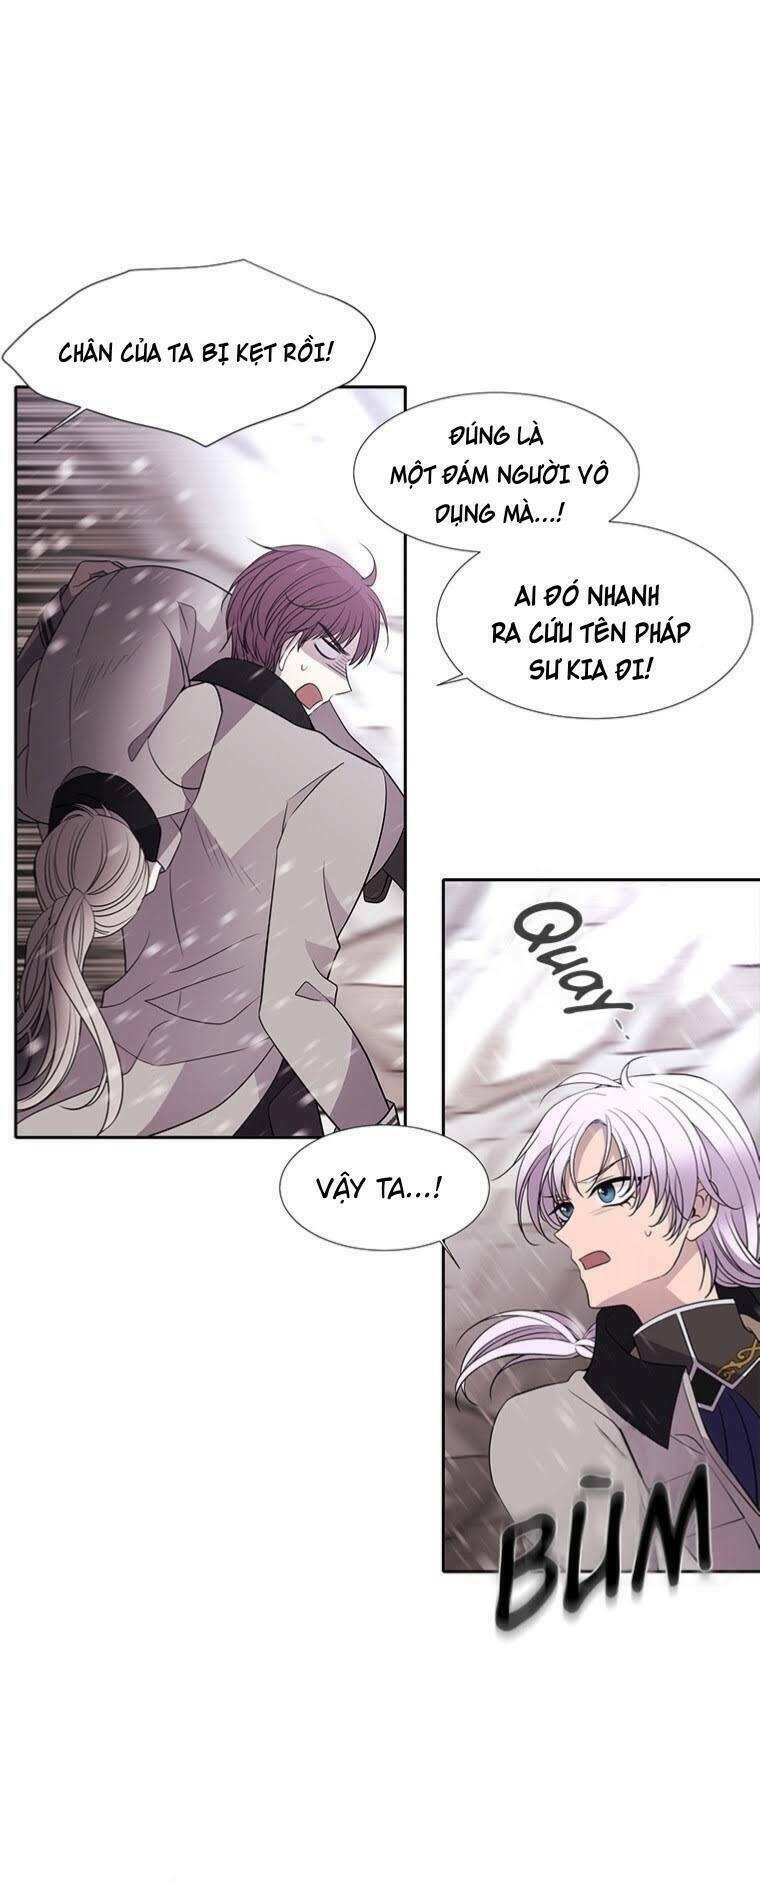 CHÂN CỦA TA BỊ KẸT RỒI!
ĐÚNG LÀ
MỘT ĐÁM NGƯỜI VÔ
DỤNG MÀ...!
AI ĐÓ NHANH
RA CỨU TÊN PHÁP
SƯ KIA ĐI!
Quay
VẬY TA...!
BÙM